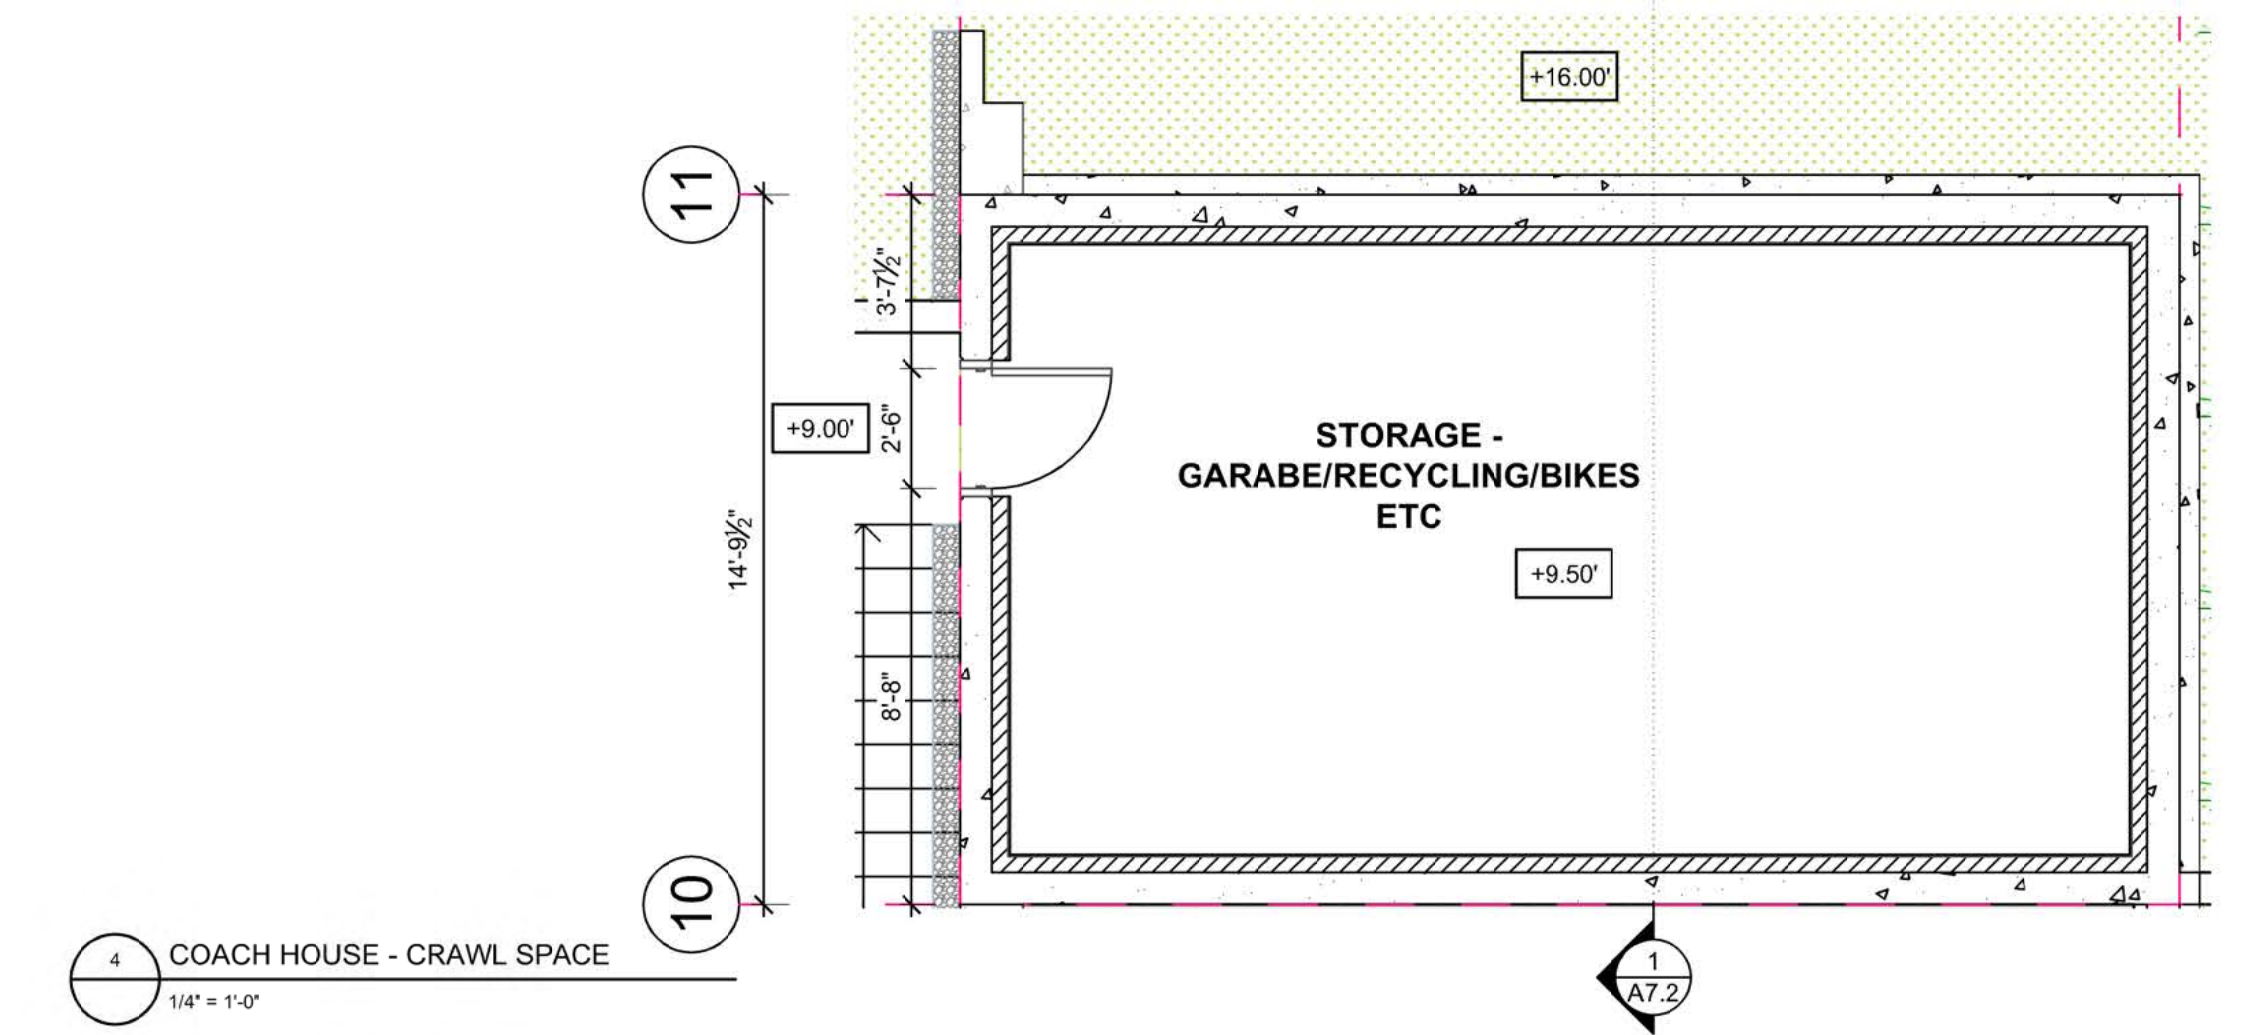 +16.00'
11
3'-7½"
+9.00'
2'-6"
STORAGE -
GARABE/RECYCLING/BIKES
ETC
14'-9½"
+9.50'
8'-8"
10
4
COACH HOUSE - CRAWL SPACE
1/4" = 1'-0"
1
A7.2